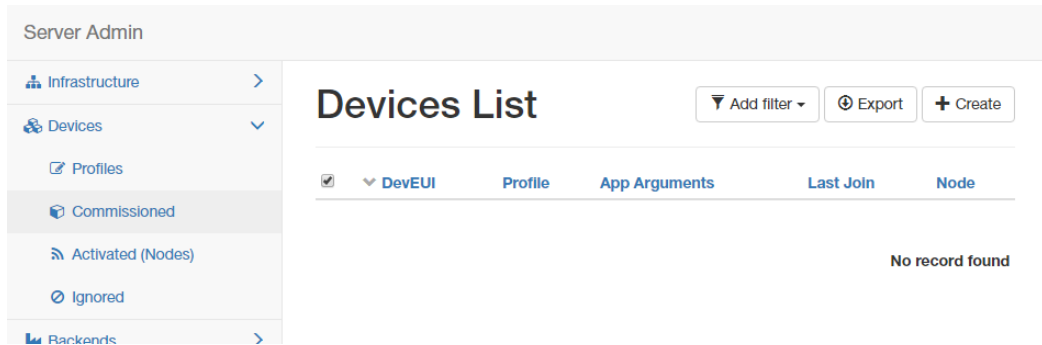 Server Admin
Infrastructure
Devices
Profiles
Commissioned
Activated (Nodes)
Ignored
Backends
Devices List
Add filter
Export
Create
DevEUI Profile App Arguments Last Join Node
No record found